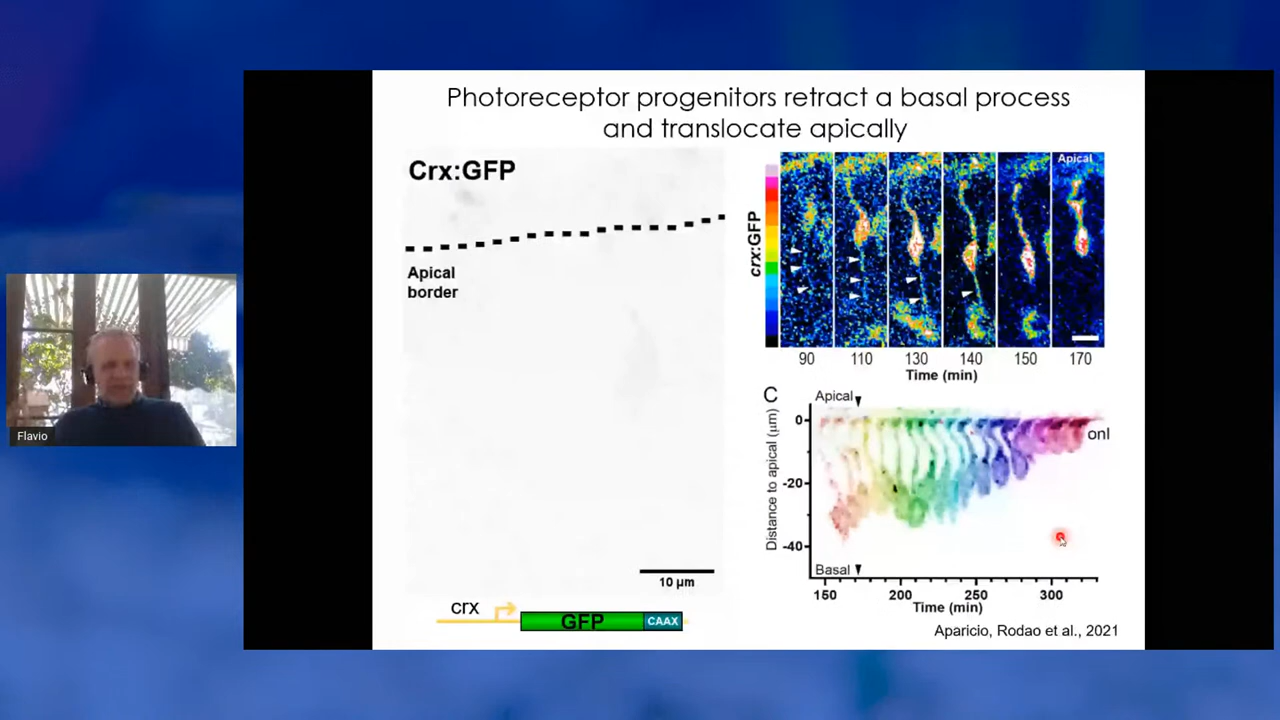 Photoreceptor progenitors retract a basal process
and translocate apically
Crx:GFP
Apical
border
10 µm
crx
GFP
CAAX
crx:GFP
Apical
90 110 130 140 150 170
Time (min)
C
Apical
Distance to apical (µm)
0
-20
-40
onl
Basal
150 200 250 300
Time (min)
Aparicio, Rodao et al., 2021
Flavio